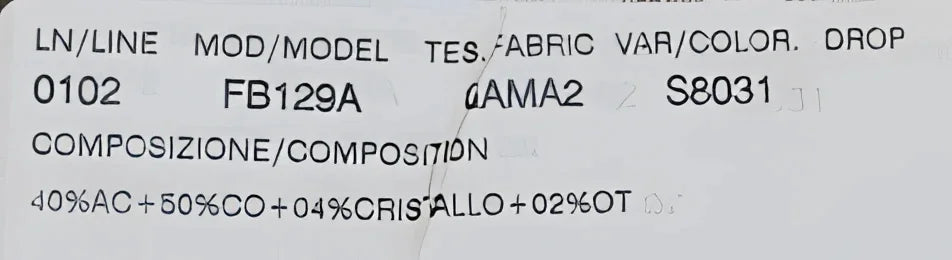 LN/LINE MOD/MODEL TES./FABRIC VAR/COLOR. DROP
0102 FB129A S8031
COMPOSIZIONE/COMPOSITION
40%AC+50%CO+04%CRISTALLO+02%OT